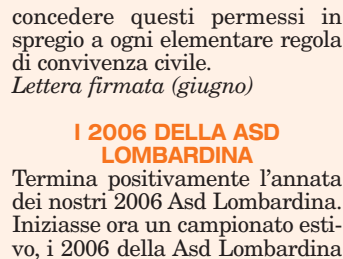 concedere questi permessi in
spregio a ogni elementare regola
di convivenza civile.
Lettera firmata (giugno)
I 2006 DELLA ASD
LOMBARDINA
Termina positivamente l'annata
dei nostri 2006 Asd Lombardina.
Iniziasse ora un campionato esti-
vo, i 2006 della Asd Lombardina